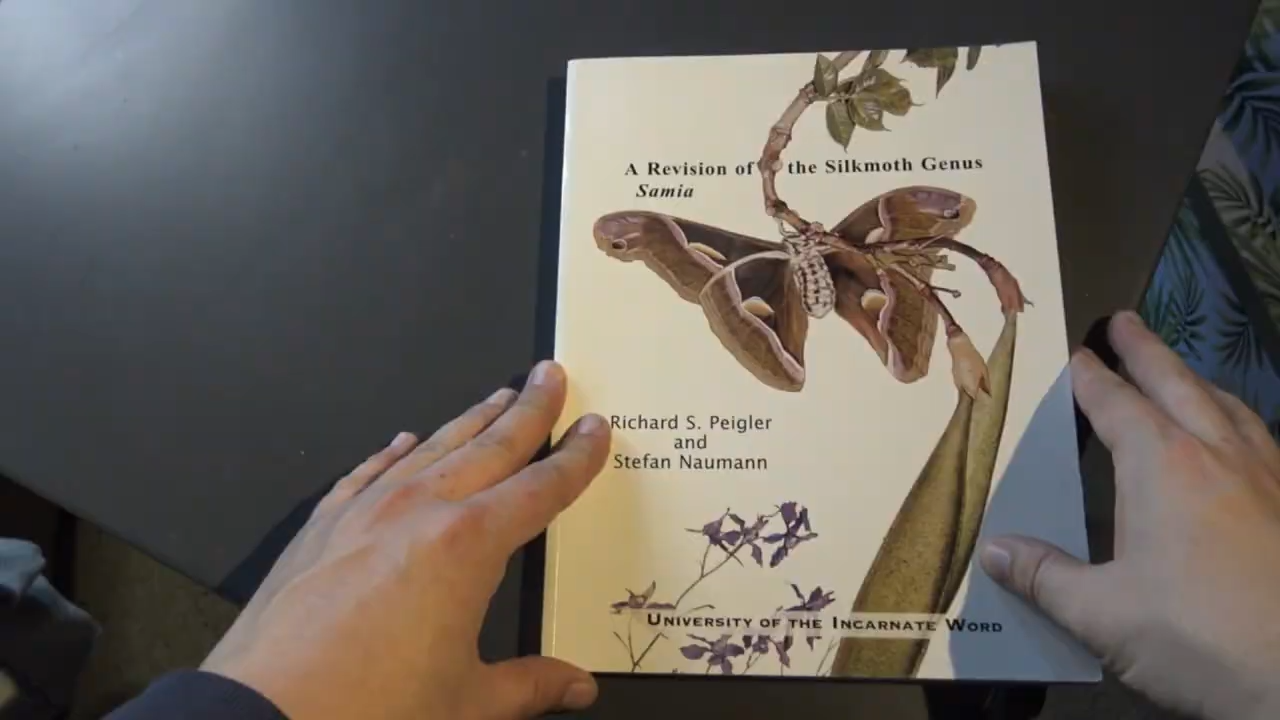 A Revision of the Silkmoth Genus
Samia
Richard S. Peigler
and
Stefan Naumann
University of the Incarnate Word